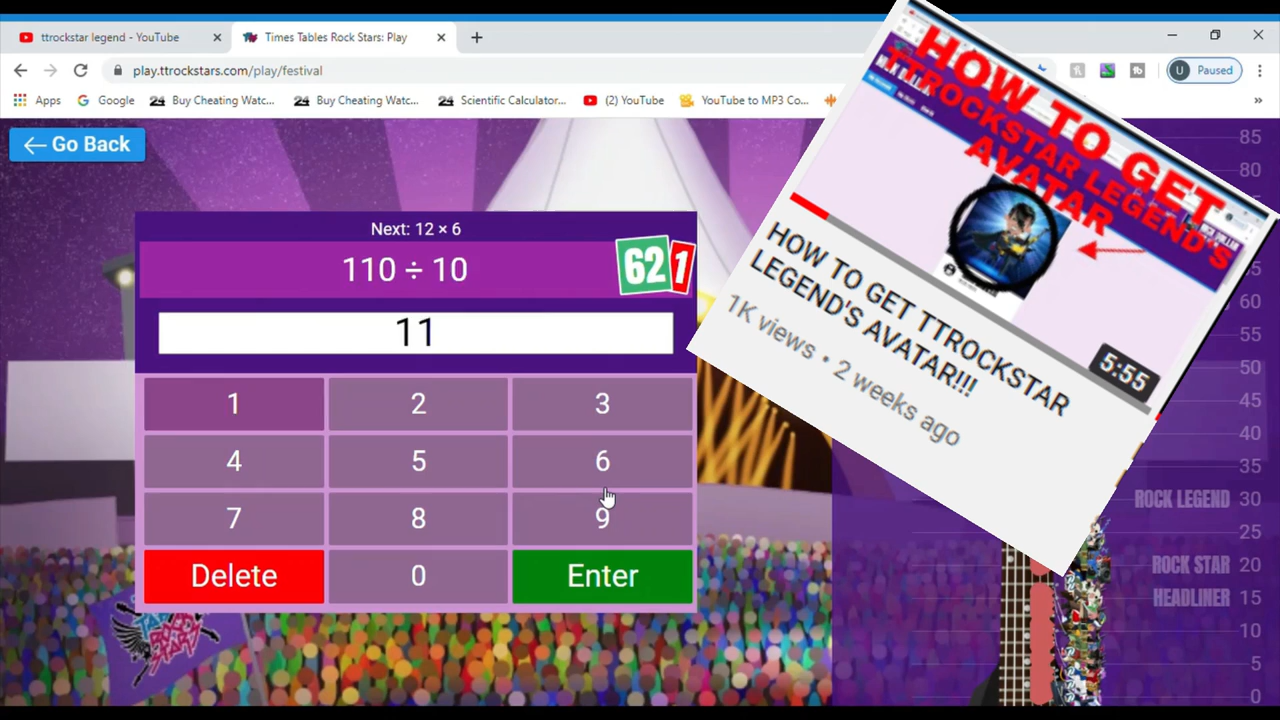 ttrockstar legend - YouTube
Times Tables Rock Stars: Play
play.ttrockstars.com/play/festival
Paused
U
Apps
Google
24 Buy Cheating Watc...
24 Buy Cheating Watc...
24 Scientific Calculator...
(2) YouTube
YouTube to MP3 Co...
»
Go Back
Next: 12 × 6
110 ÷ 10
62
1
11
1
2
3
4
5
6
7
8
9
Delete
0
Enter
HOW TO GET
TTROCKSTAR LEGEND'S
AVATAR
5:55
HOW TO GET TTROCKSTAR
LEGEND'S AVATAR!!!
1K views • 2 weeks ago
85
80
60
55
50
45
40
35
ROCK LEGEND 30
25
ROCK STAR 20
HEADLINER 15
10
5
0